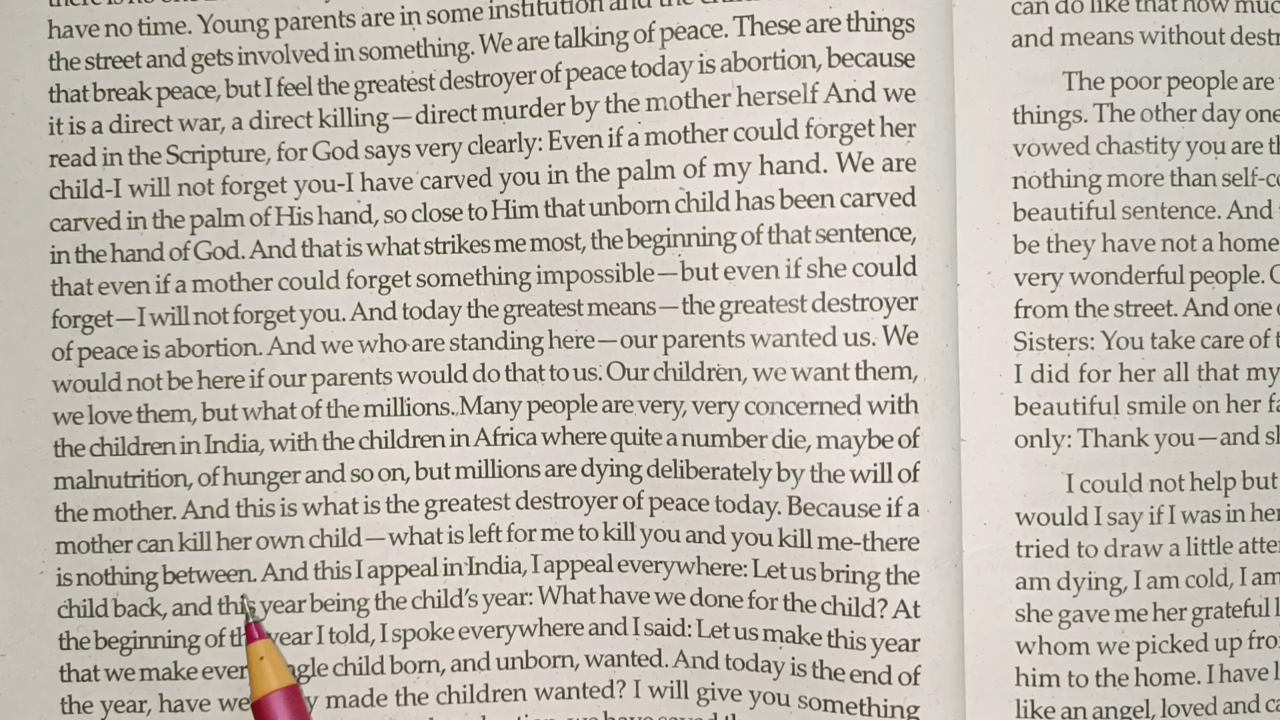 have no time. Young parents are in some institution and the
the street and gets involved in something. We are talking of peace. These are things
that break peace, but I feel the greatest destroyer of peace today is abortion, because
it is a direct war, a direct killing—direct murder by the mother herself And we
read in the Scripture, for God says very clearly: Even if a mother could forget her
child-I will not forget you-I have carved you in the palm of my hand. We are
carved in the palm of His hand, so close to Him that unborn child has been carved
in the hand of God. And that is what strikes me most, the beginning of that sentence,
that even if a mother could forget something impossible—but even if she could
forget—I will not forget you. And today the greatest means—the greatest destroyer
of peace is abortion. And we who are standing here—our parents wanted us. We
would not be here if our parents would do that to us. Our children, we want them,
we love them, but what of the millions. Many people are very, very concerned with
the children in India, with the children in Africa where quite a number die, maybe of
malnutrition, of hunger and so on, but millions are dying deliberately by the will of
the mother. And this is what is the greatest destroyer of peace today. Because if a
mother can kill her own child—what is left for me to kill you and you kill me-there
is nothing between. And this I appeal in India, I appeal everywhere: Let us bring the
child back, and this year being the child's year: What have we done for the child? At
the beginning of the year I told, I spoke everywhere and I said: Let us make this year
that we make every single child born, and unborn, wanted. And today is the end of
the year, have we made the children wanted? I will give you something
can do like that how much
and means without
The poor people are
things. The other day one
vowed chastity you are
nothing more than
beautiful sentence. And
be they have not a home
very wonderful people.
from the street. And one
Sisters: You take care of
I did for her all that my
beautiful smile on her
only: Thank you—and
I could not help but
would I say if I was in her
tried to draw a little
am dying, I am cold, I am
she gave me her grateful
whom we picked up
him to the home. I have
like an angel, loved and